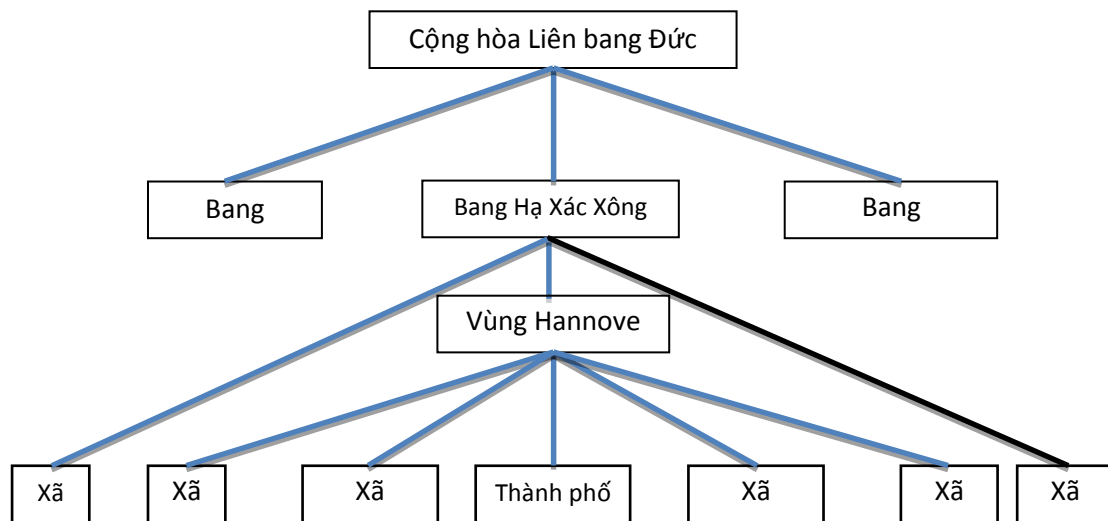 Cộng hòa Liên bang Đức
Bang
Bang Hạ Xác Xông
Bang
Vùng Hannove
Xã
Xã
Xã
Thành phố
Xã
Xã
Xã